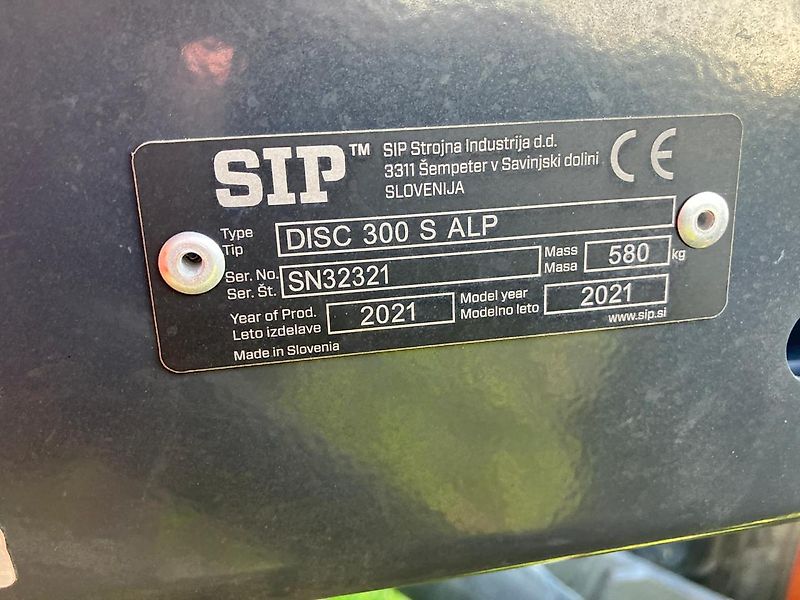 SIP™
SIP Strojna Industrija d.d.
3311 Šempeter v Savinjski dolini
SLOVENIJA
CE
Type
Tip
DISC 300 S ALP
Ser. No.
Ser. Št.
SN32321
Mass
Masa
580 kg
Year of Prod.
Leto izdelave
2021
Model year
Modelno leto
2021
Made in Slovenia
www.sip.si